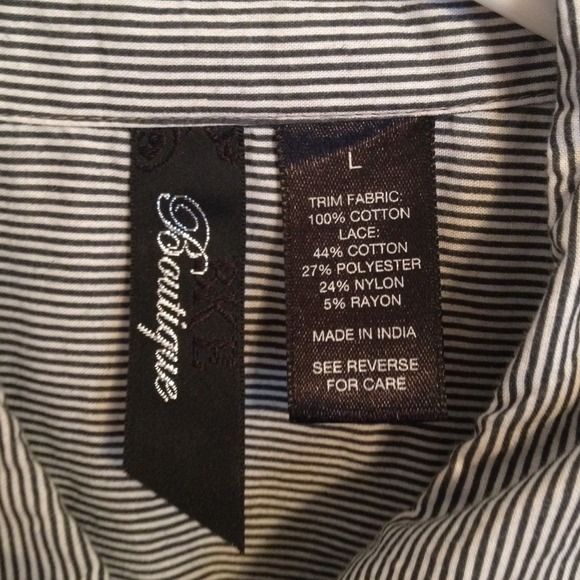 Boutique
L
TRIM FABRIC:
100% COTTON
LACE:
44% COTTON
27% POLYESTER
24% NYLON
5% RAYON
MADE IN INDIA
SEE REVERSE
FOR CARE